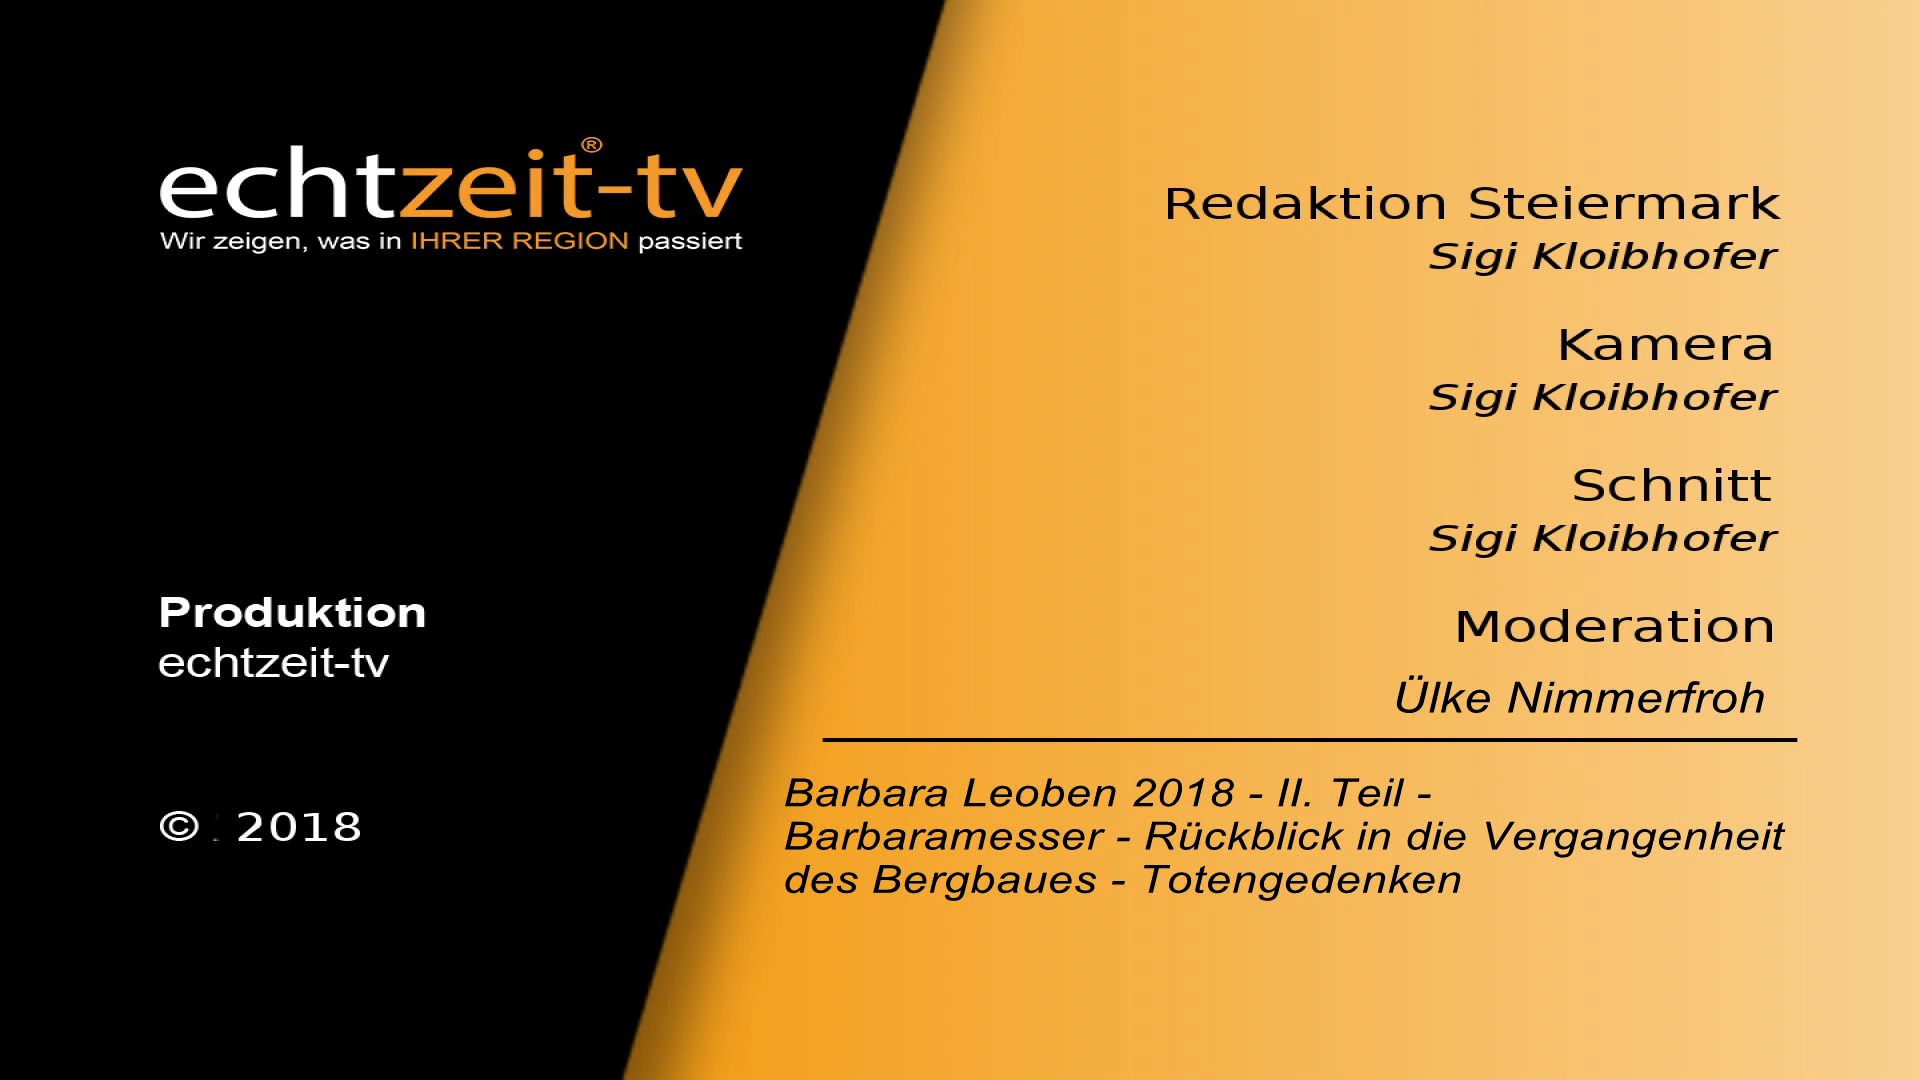 echtzeit-tv®
Wir zeigen, was in IHRER REGION passiert
Produktion
echtzeit-tv
© 2018
Redaktion Steiermark
Sigi Kloibhofer
Kamera
Sigi Kloibhofer
Schnitt
Sigi Kloibhofer
Moderation
Ülke Nimmerfroh
Barbara Leoben 2018 - II. Teil -
Barbaramesser - Rückblick in die Vergangenheit
des Bergbaues - Totengedenken